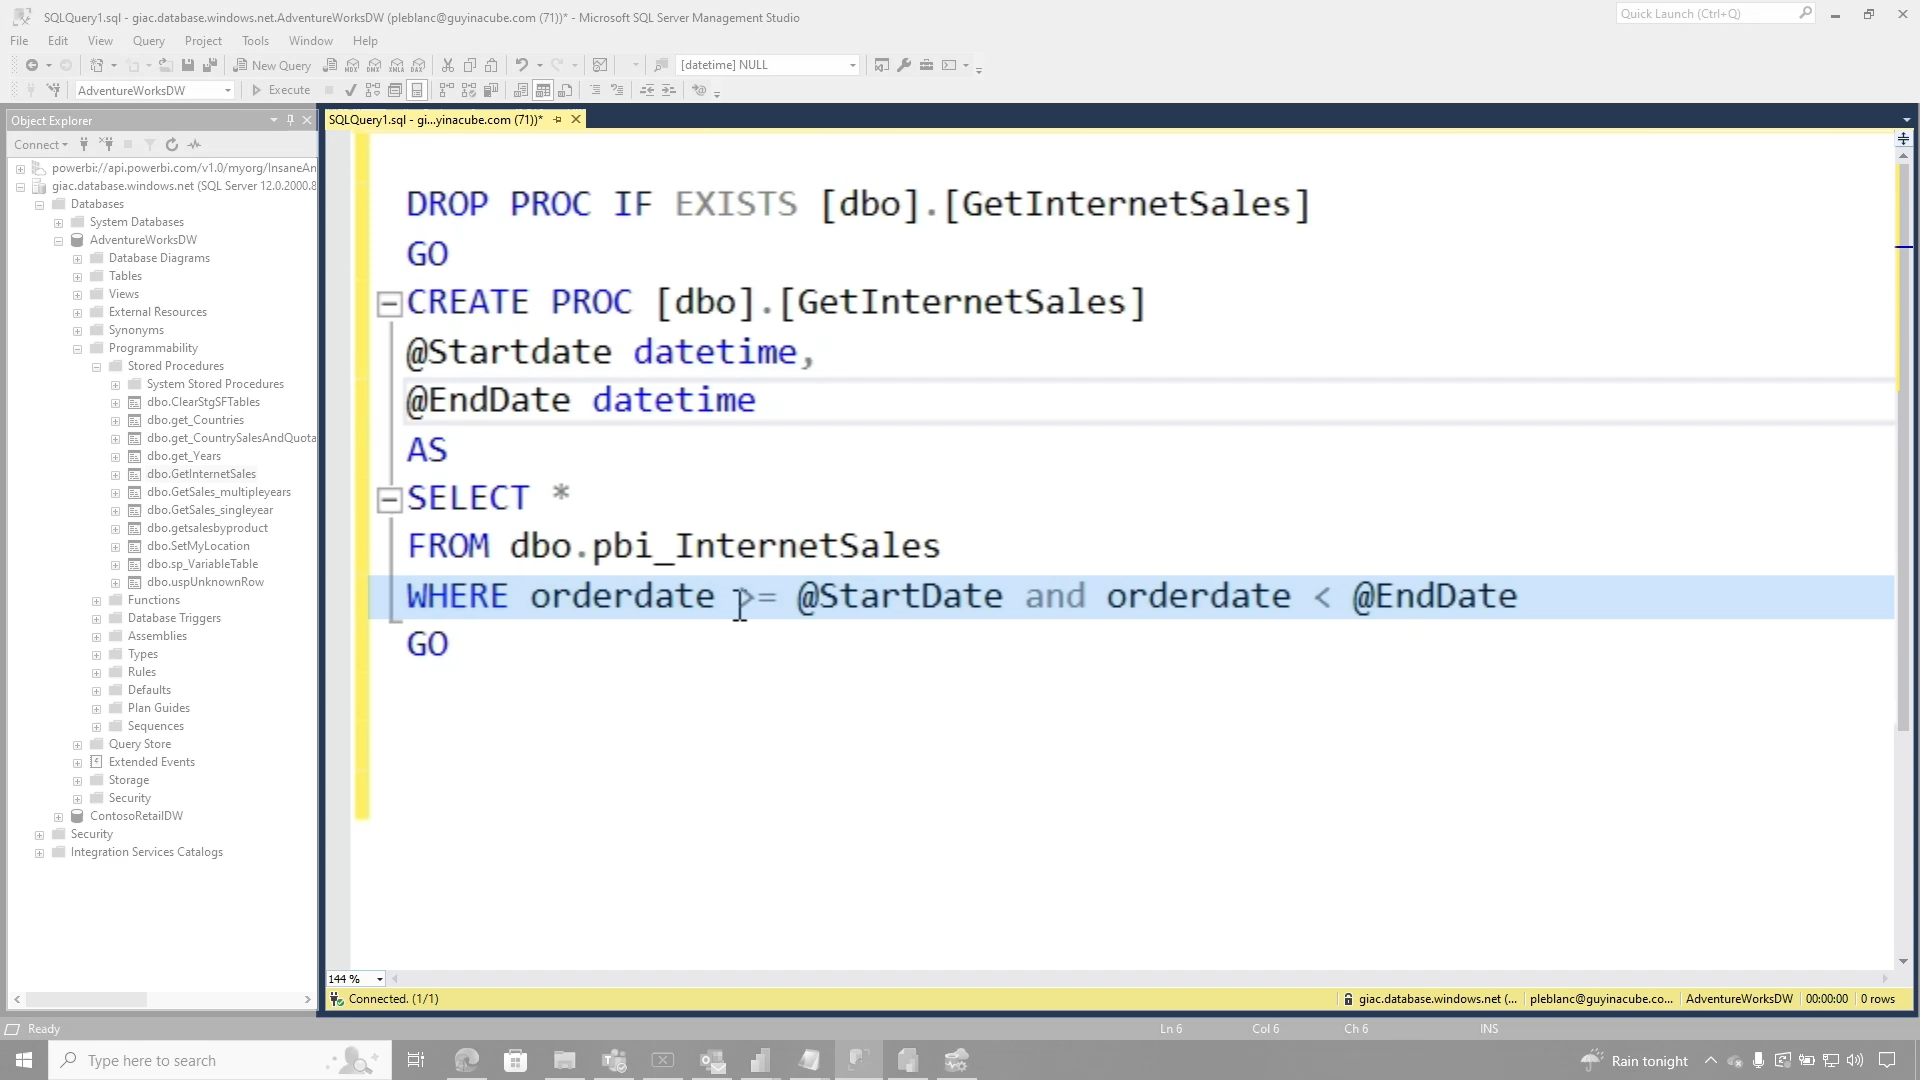 SQLQuery1.sql - giac.database.windows.net.AdventureWorksDW (pleblanc@guyinacube.com (71))* - Microsoft SQL Server Management Studio
Quick Launch (Ctrl+Q)
File Edit View Query Project Tools Window Help
New Query [datetime] NULL
AdventureWorksDW Execute
Object Explorer
Connect
powerbi://api.powerbi.com/v1.0/myorg/InsaneAn
giac.database.windows.net (SQL Server 12.0.2000.8
Databases
System Databases
AdventureWorksDW
Database Diagrams
Tables
Views
External Resources
Synonyms
Programmability
Stored Procedures
System Stored Procedures
dbo.ClearStgSFTables
dbo.get_Countries
dbo.get_CountrySalesAndQuota
dbo.get_Years
dbo.GetInternetSales
dbo.GetSales_multipleyears
dbo.GetSales_singleyear
dbo.getsalesbyproduct
dbo.SetMyLocation
dbo.sp_VariableTable
dbo.uspUnknownRow
Functions
Database Triggers
Assemblies
Types
Rules
Defaults
Plan Guides
Sequences
Query Store
Extended Events
Storage
Security
ContosoRetailDW
Security
Integration Services Catalogs
SQLQuery1.sql - gi...yinacube.com (71))*
DROP PROC IF EXISTS [dbo].[GetInternetSales]
GO
CREATE PROC [dbo].[GetInternetSales]
@Startdate datetime,
@EndDate datetime
AS
SELECT *
FROM dbo.pbi_InternetSales
WHERE orderdate >= @StartDate and orderdate < @EndDate
GO
144 %
Connected. (1/1) giac.database.windows.net (... pleblanc@guyinacube.co... AdventureWorksDW 00:00:00 0 rows
Ready Ln 6 Col 6 Ch 6 INS
Type here to search Rain tonight